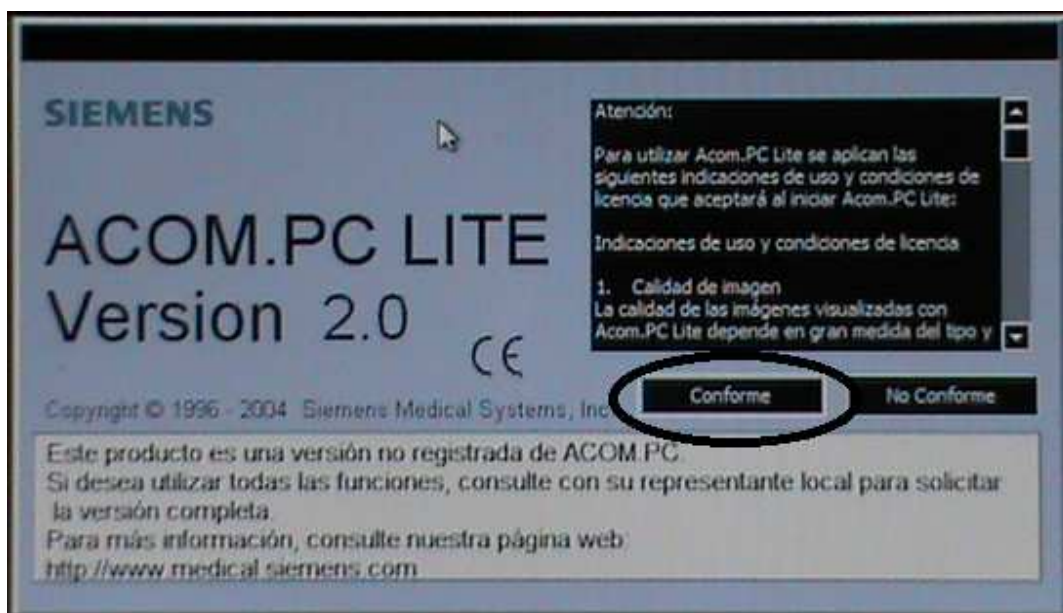 SIEMENS
ACOM.PC LITE
Version 2.0
CE
Copyright © 1996 - 2004 Siemens Medical Systems, Inc
Atención:
Para utilizar Acom.PC Lite se aplican las
siguientes indicaciones de uso y condiciones de
licencia que aceptará al iniciar Acom.PC Lite:
Indicaciones de uso y condiciones de licencia
1. Calidad de imagen
La calidad de las imágenes visualizadas con
Acom.PC Lite depende en gran medida del tipo y
Conforme
No Conforme
Este producto es una versión no registrada de ACOM.PC.
Si desea utilizar todas las funciones, consulte con su representante local para solicitar
la versión completa.
Para más información, consulte nuestra página web:
http://www.medical.siemens.com